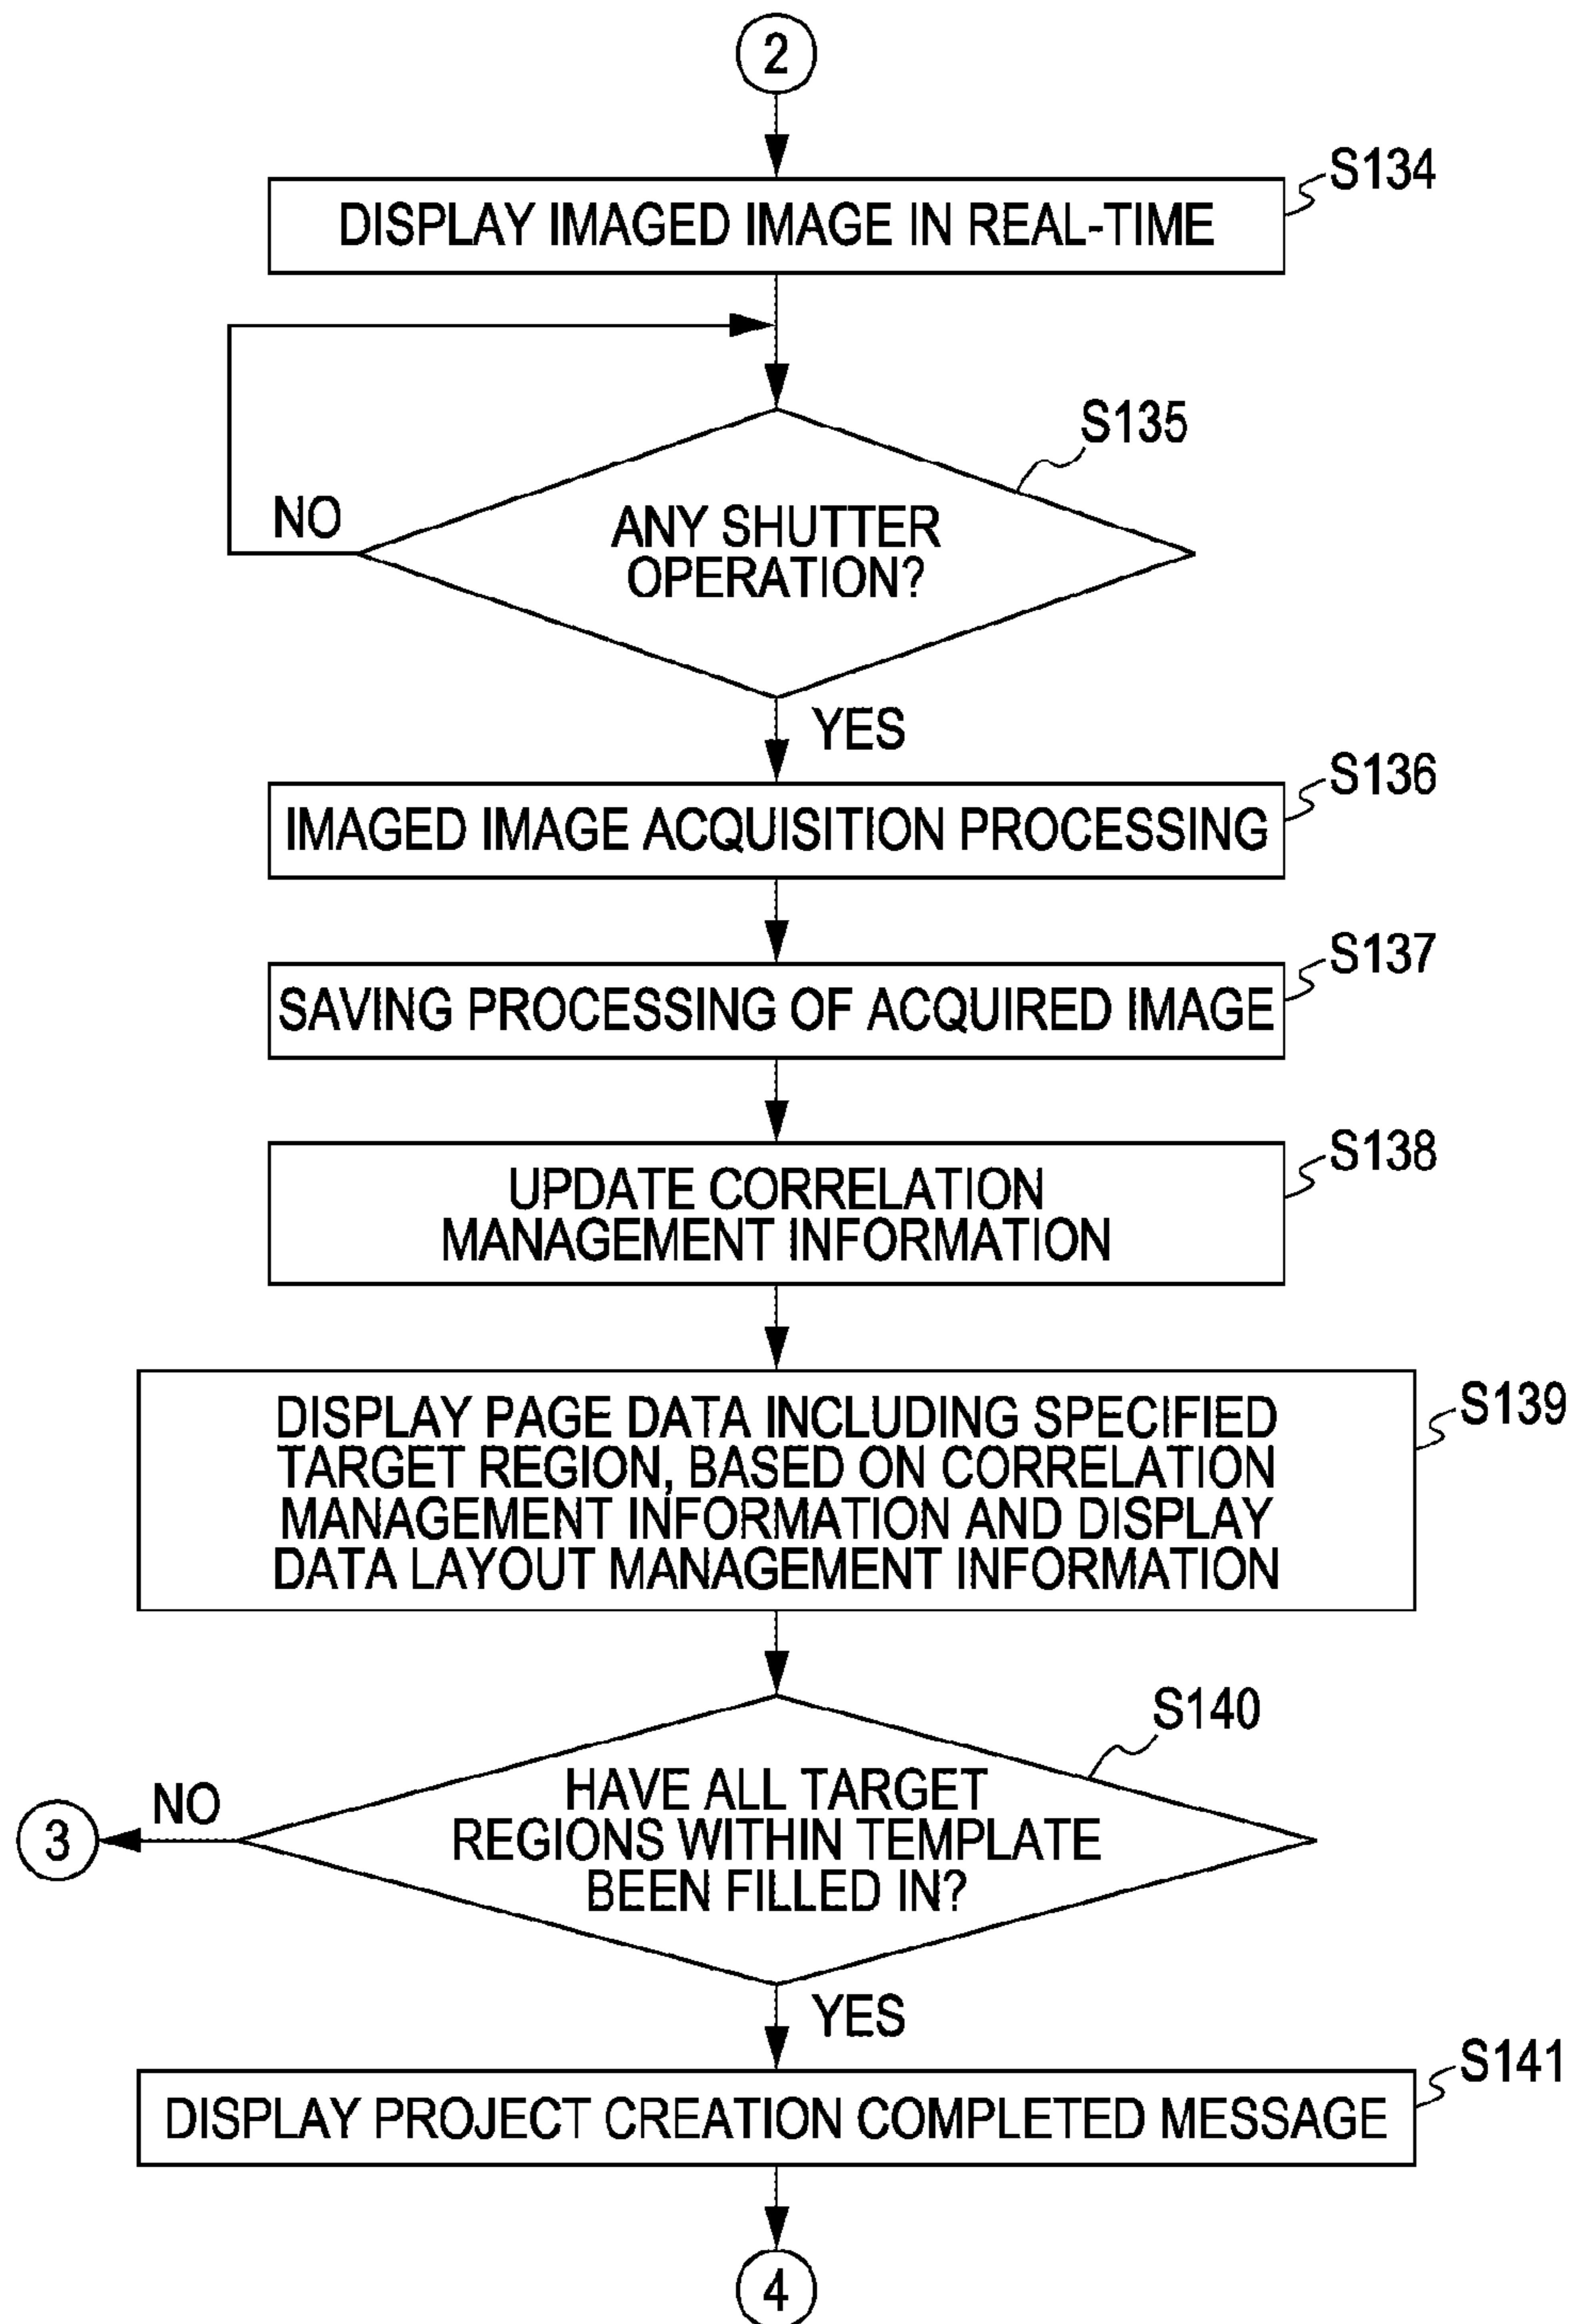 2
S134
DISPLAY IMAGED IMAGE IN REAL-TIME
S135
NO
ANY SHUTTER
OPERATION?
YES
S136
IMAGED IMAGE ACQUISITION PROCESSING
S137
SAVING PROCESSING OF ACQUIRED IMAGE
S138
UPDATE CORRELATION
MANAGEMENT INFORMATION
S139
DISPLAY PAGE DATA INCLUDING SPECIFIED
TARGET REGION, BASED ON CORRELATION
MANAGEMENT INFORMATION AND DISPLAY
DATA LAYOUT MANAGEMENT INFORMATION
S140
NO
3
HAVE ALL TARGET
REGIONS WITHIN TEMPLATE
BEEN FILLED IN?
YES
S141
DISPLAY PROJECT CREATION COMPLETED MESSAGE
4